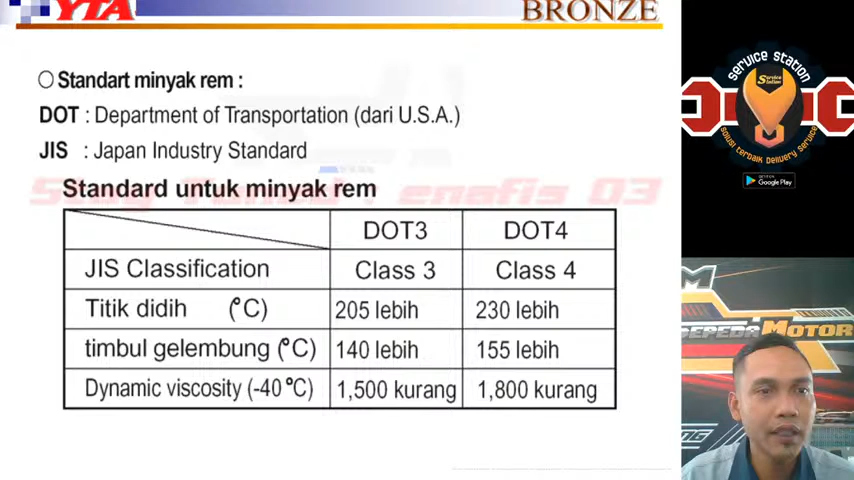 YTA
BRONZE
Standart minyak rem :
DOT : Department of Transportation (dari U.S.A.)
JIS : Japan Industry Standard
Standard untuk minyak rem
DOT3 DOT4
JIS Classification Class 3 Class 4
Titik didih (°C) 205 lebih 230 lebih
timbul gelembung (°C) 140 lebih 155 lebih
Dynamic viscosity (-40 °C) 1,500 kurang 1,800 kurang
service station
Service Station
solusi terbaik Delivery service
GET IT ON
Google Play
SEPEDA MOTOR